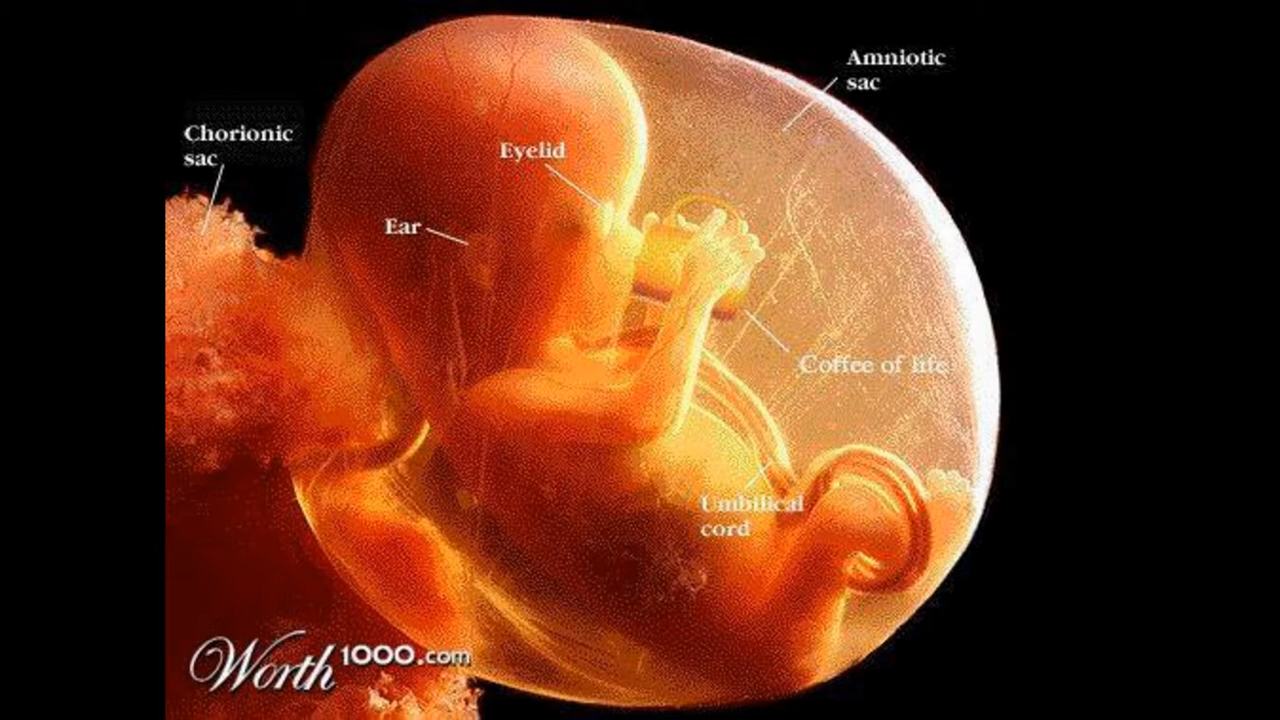 Amniotic
sac
Chorionic
sac
Eyelid
Ear
Coffee of life
Umbilical
cord
Worth1000.com